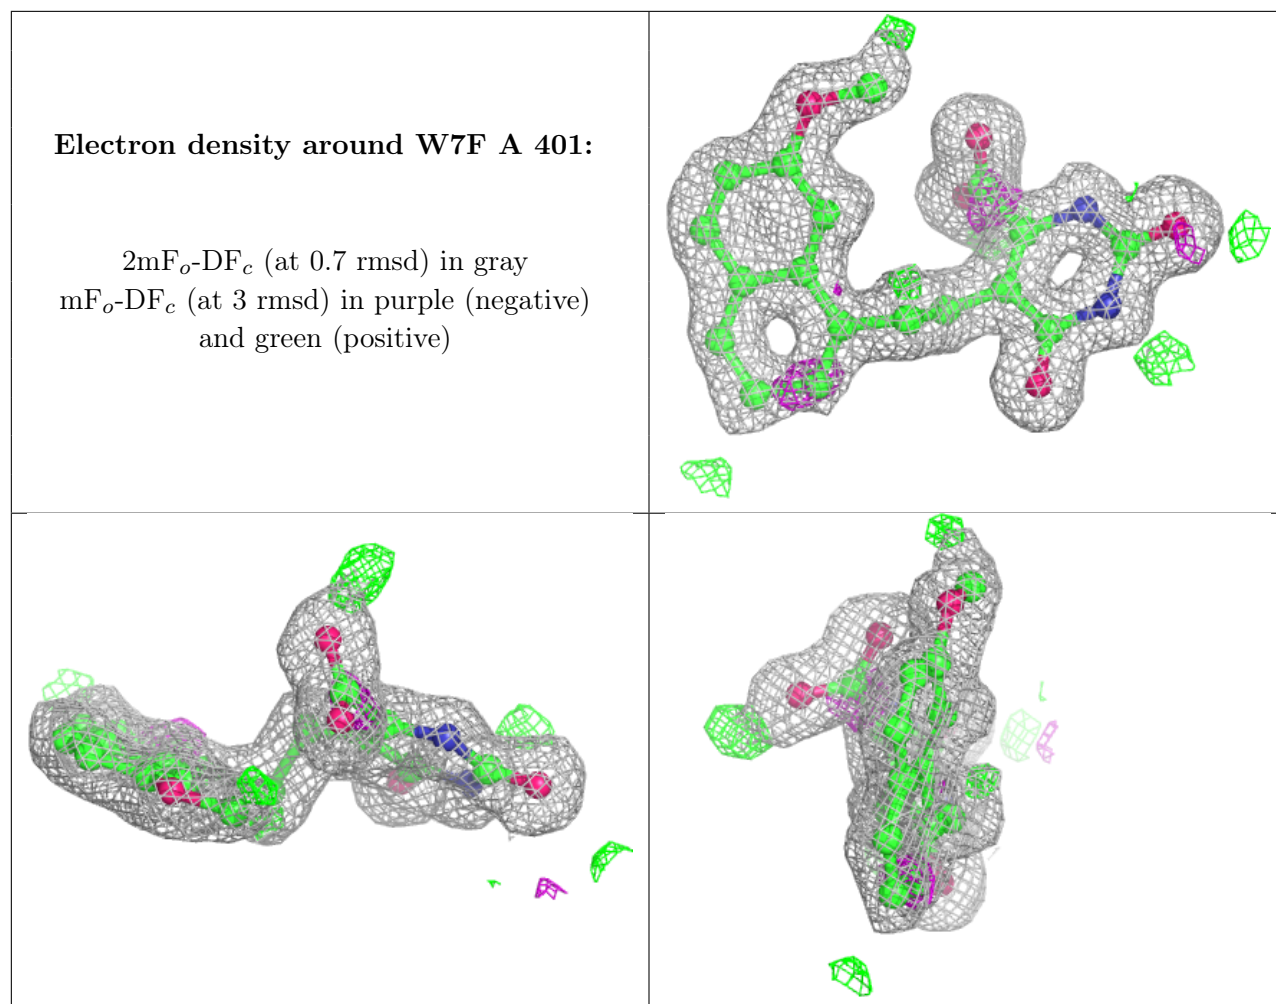 Electron density around W7F A 401:
2mFo-DFc (at 0.7 rmsd) in gray
mFo-DFc (at 3 rmsd) in purple (negative)
and green (positive)